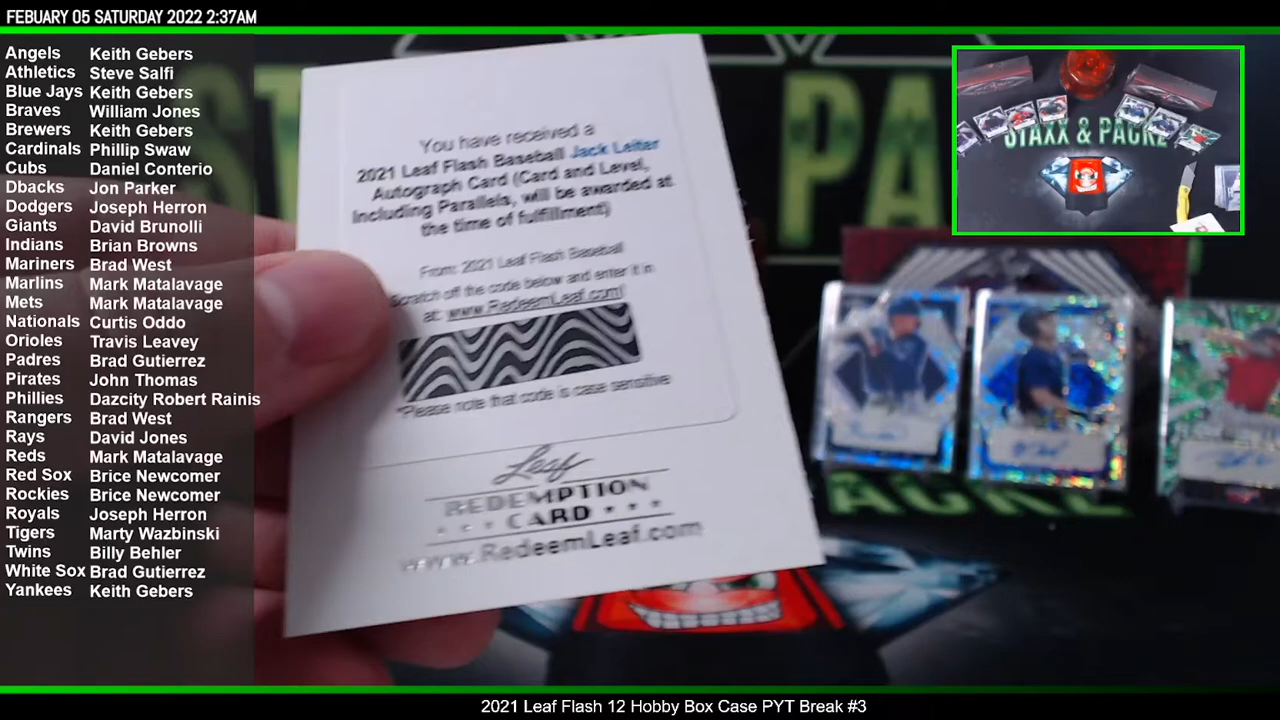 FEBUARY 05 SATURDAY 2022 2:37AM
Angels Keith Gebers
Athletics Steve Salfi
Blue Jays Keith Gebers
Braves William Jones
Brewers Keith Gebers
Cardinals Phillip Swaw
Cubs Daniel Conterio
Dbacks Jon Parker
Dodgers Joseph Herron
Giants David Brunolli
Indians Brian Browns
Mariners Brad West
Marlins Mark Matalavage
Mets Mark Matalavage
Nationals Curtis Oddo
Orioles Travis Leavey
Padres Brad Gutierrez
Pirates John Thomas
Phillies Dazcity Robert Rainis
Rangers Brad West
Rays David Jones
Reds Mark Matalavage
Red Sox Brice Newcomer
Rockies Brice Newcomer
Royals Joseph Herron
Tigers Marty Wazbinski
Twins Billy Behler
White Sox Brad Gutierrez
Yankees Keith Gebers
You have received a
2021 Leaf Flash Baseball Jack Leiter
Autograph Card (Card and Level,
Including Parallels, will be awarded at
the time of fulfillment)
From: 2021 Leaf Flash Baseball
Scratch off the code below and enter it in
at: www.RedeemLeaf.com!
*Please note that code is case sensitive
Leaf
REDEMPTION
CARD
www.RedeemLeaf.com
STAXX & PACKZ
2021 Leaf Flash 12 Hobby Box Case PYT Break #3